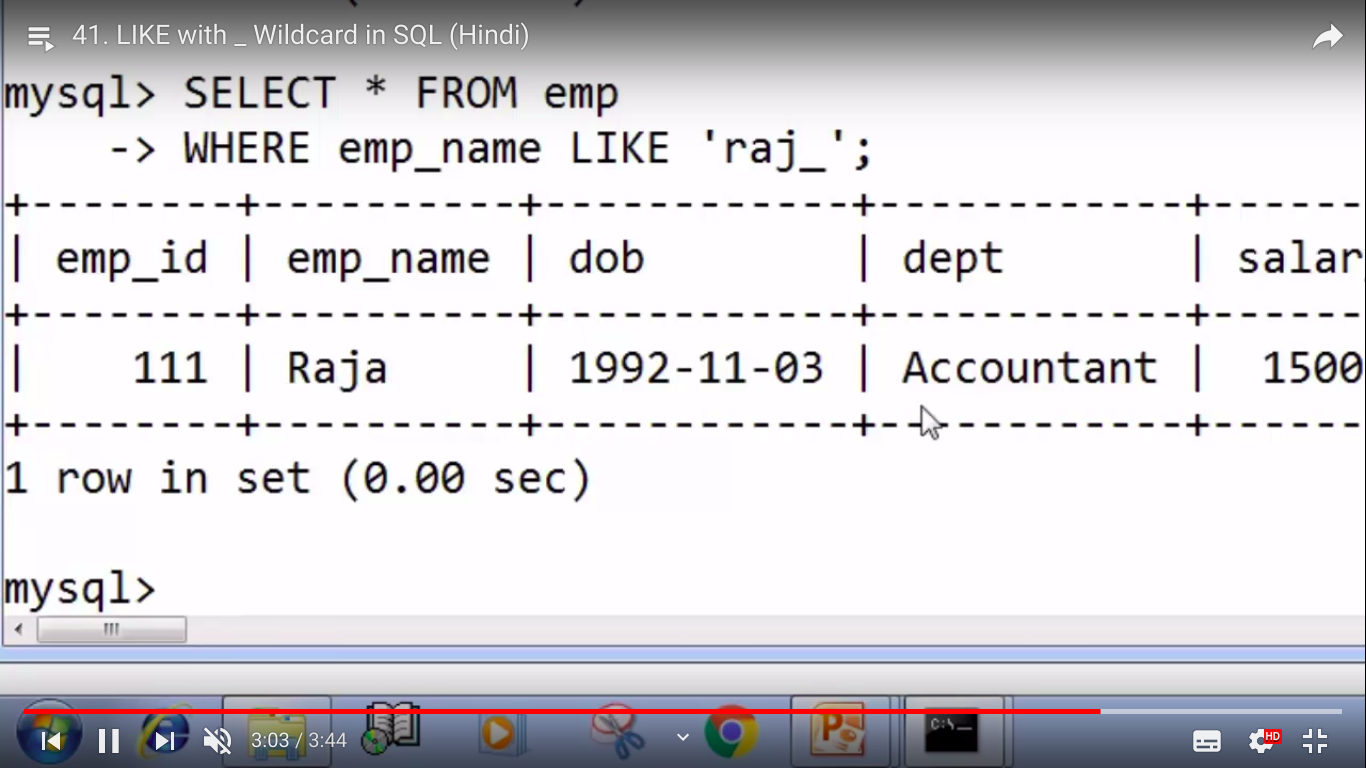 41. LIKE with _ Wildcard in SQL (Hindi)
mysql> SELECT * FROM emp
    -> WHERE emp_name LIKE 'raj_';
+--------+----------+------------+------------+------
| emp_id | emp_name | dob        | dept       | salar
+--------+----------+------------+------------+------
|    111 | Raja     | 1992-11-03 | Accountant |  1500
+--------+----------+------------+------------+------
1 row in set (0.00 sec)
mysql>
C:\_
3:03 / 3:44
HD